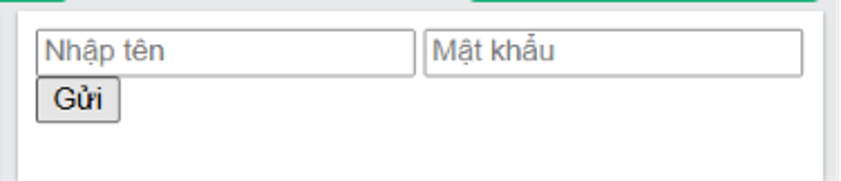 Nhập tên Mật khẩu
Gửi